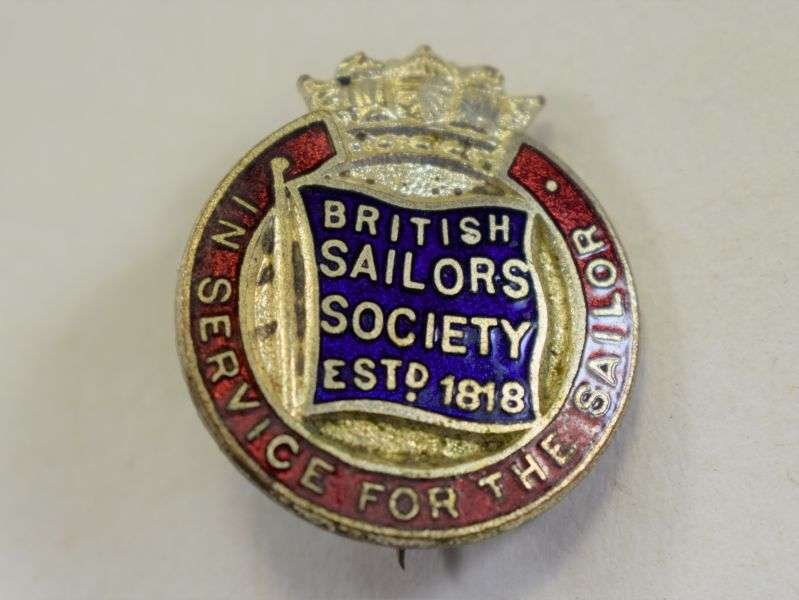 BRITISH
SAILORS
SOCIETY
ESTD. 1818
IN SERVICE FOR THE SAILOR